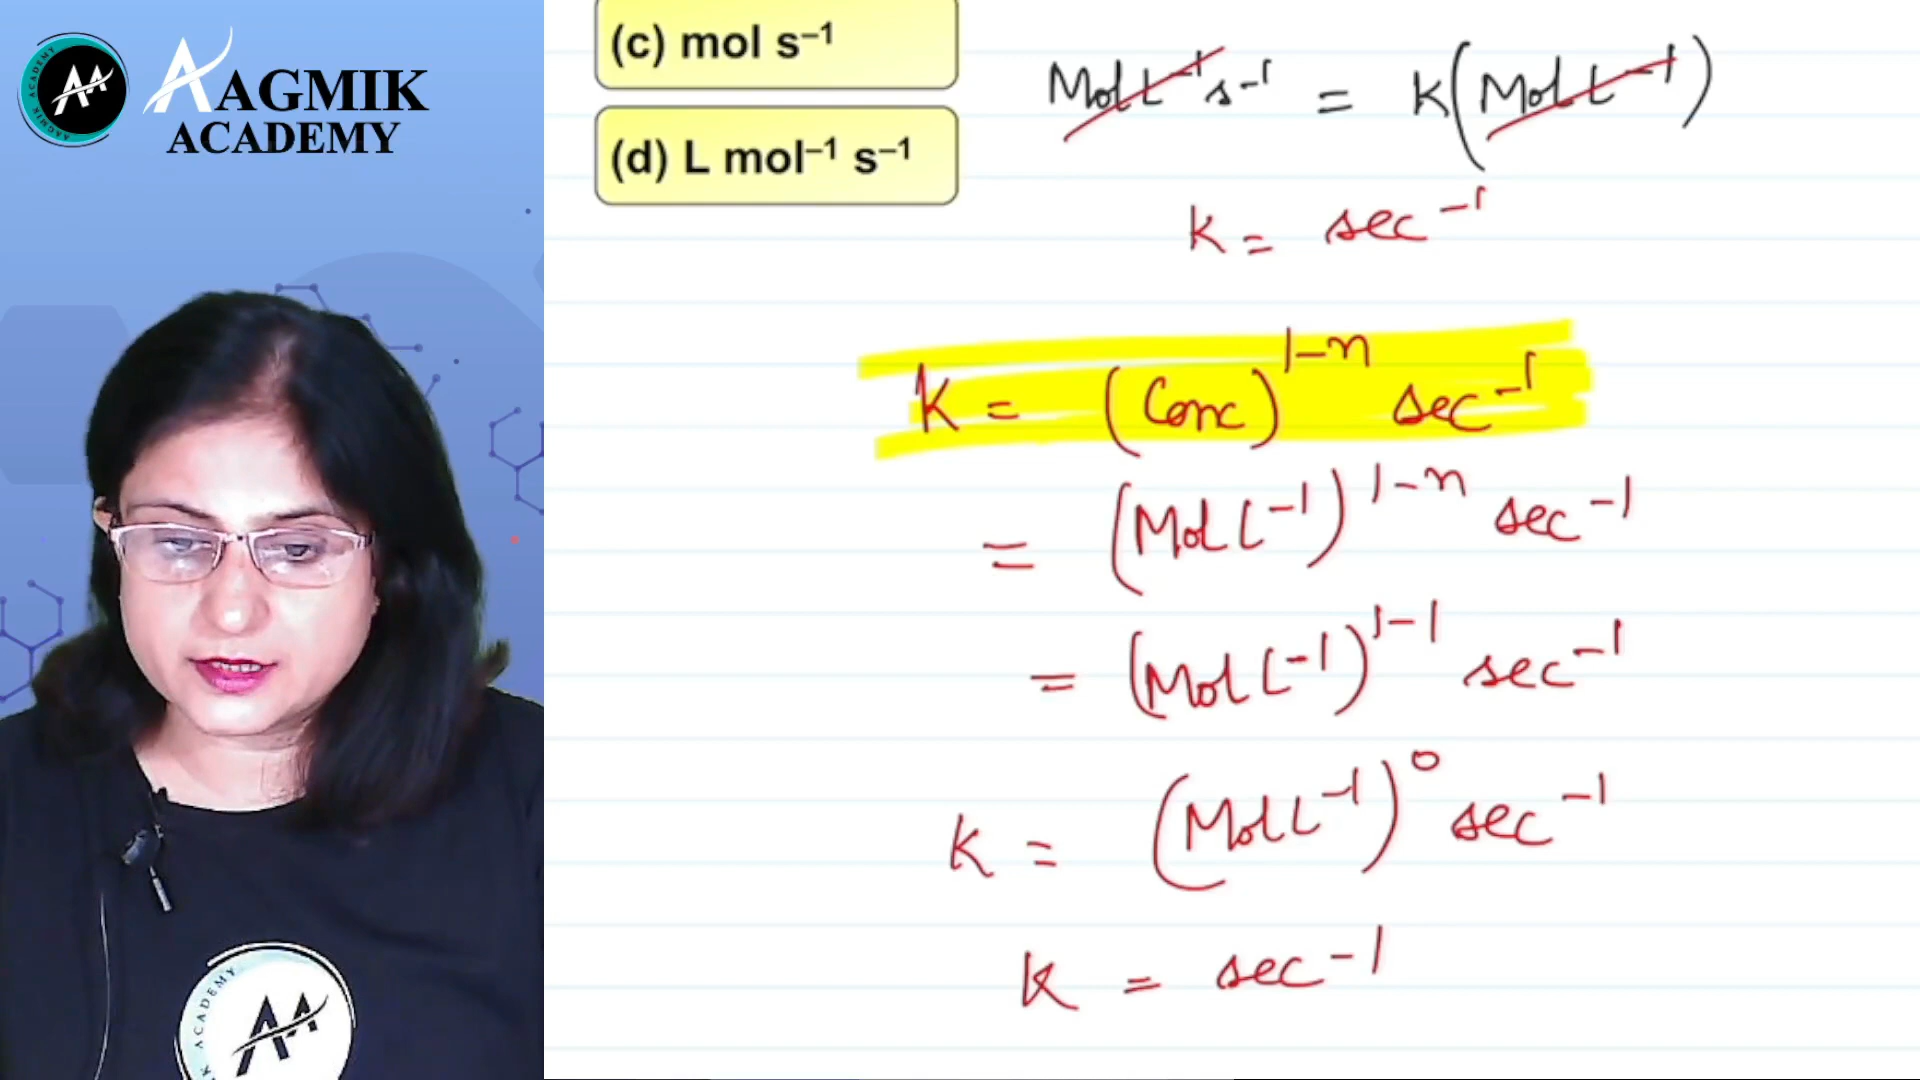 AAGMIK
ACADEMY
(c) mol s⁻¹
(d) L mol⁻¹ s⁻¹
Mol L⁻¹ s⁻¹ = K(Mol L⁻¹)
K = sec⁻¹
K = (Conc)¹⁻ⁿ sec⁻¹
= (Mol L⁻¹)¹⁻ⁿ sec⁻¹
= (Mol L⁻¹)¹⁻¹ sec⁻¹
K = (Mol L⁻¹)⁰ sec⁻¹
K = sec⁻¹